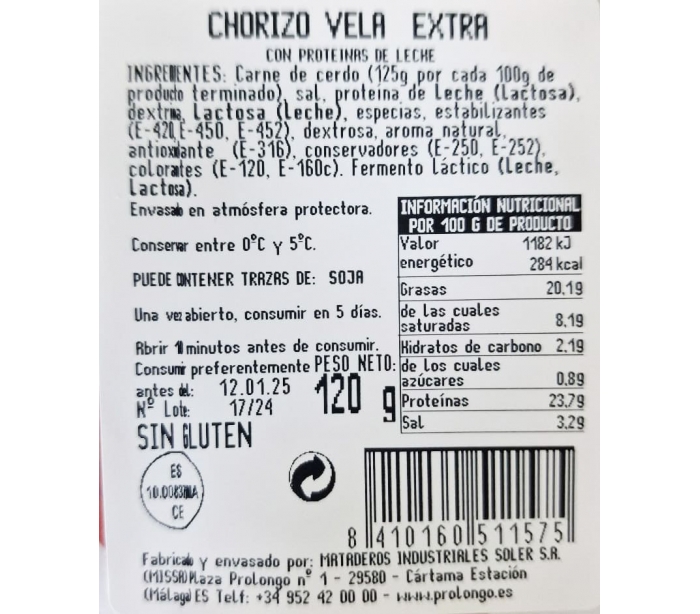 CHORIZO VELA EXTRA
CON PROTEINAS DE LECHE
INGREDIENTES: Carne de cerdo (125g por cada 100g de
producto terminado), sal, proteína de Leche (Lactosa),
dextrina, Lactosa (Leche), especias, estabilizantes
(E-420, E-450, E-452), dextrosa, aroma natural,
antioxidante (E-316), conservadores (E-250, E-252),
colorantes (E-120, E-160c). Fermento Láctico (Leche,
Lactosa).
Envasado en atmósfera protectora.
Conservar entre 0ºC y 5ºC.
PUEDE CONTENER TRAZAS DE: SOJA
Una vez abierto, consumir en 5 días.
Abrir minutos antes de consumir.
Consumir preferentemente
antes del: 12.01.25
Nº Lote: 17/24
PESO NETO:
120 g
SIN GLUTEN
INFORMACIÓN NUTRICIONAL
POR 100 G DE PRODUCTO
Valor energético 1182 kJ
284 kcal
Grasas 20,1g
de las cuales saturadas 8,1g
Hidratos de carbono 2,1g
de los cuales azúcares 0,8g
Proteínas 23,7g
Sal 3,2g
ES
CE
8 410160 511575
Fabricado y envasado por: MATADEROS INDUSTRIALES SOLER S.A.
(MISSA) Plaza Prolongo nº 1 - 29580 - Cártama Estación
(Málaga) ES Telf: +34 952 42 00 00 - www.prolongo.es